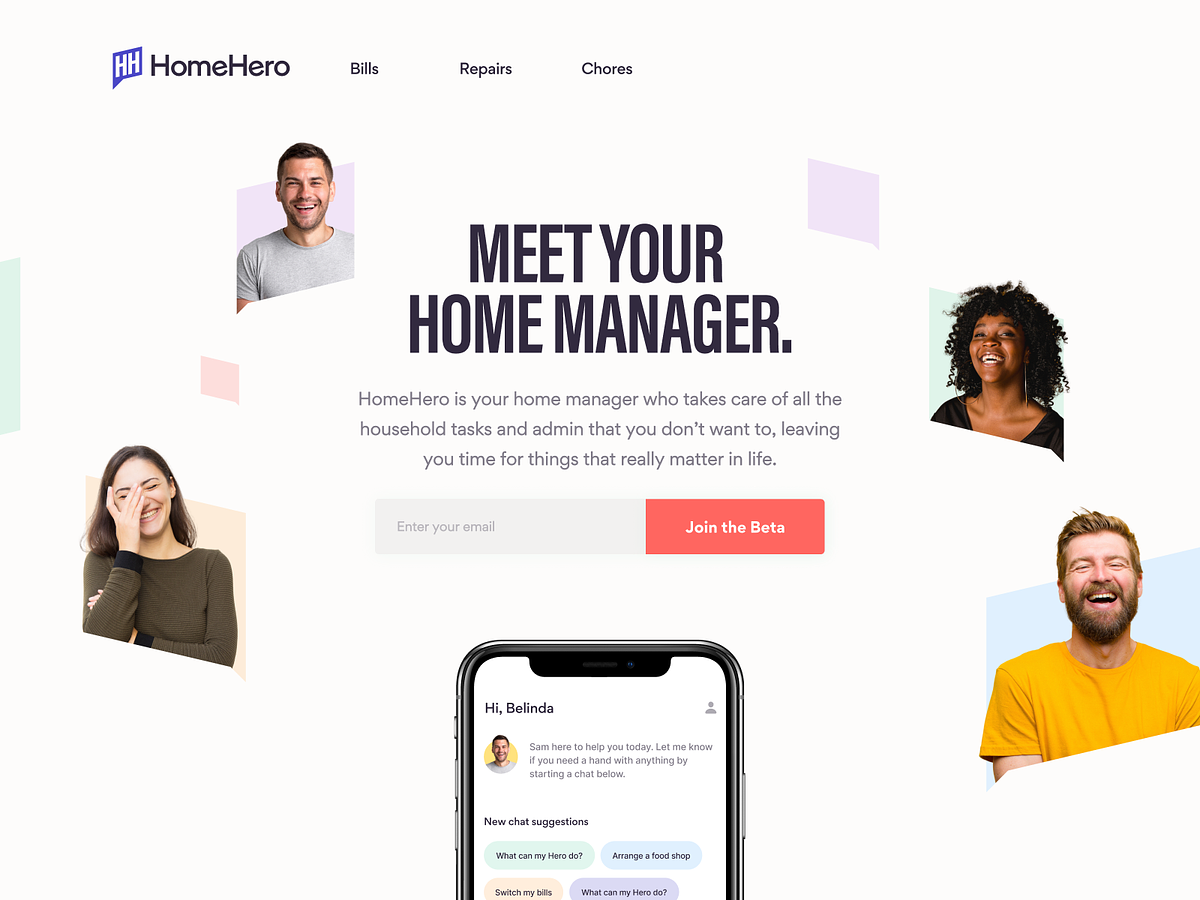 HH HomeHero
Bills
Repairs
Chores
MEET YOUR
HOME MANAGER.
HomeHero is your home manager who takes care of all the
household tasks and admin that you don’t want to, leaving
you time for things that really matter in life.
Enter your email
Join the Beta
Hi, Belinda
Sam here to help you today. Let me know
if you need a hand with anything by
starting a chat below.
New chat suggestions
What can my Hero do?
Arrange a food shop
Switch my bills
What can my Hero do?